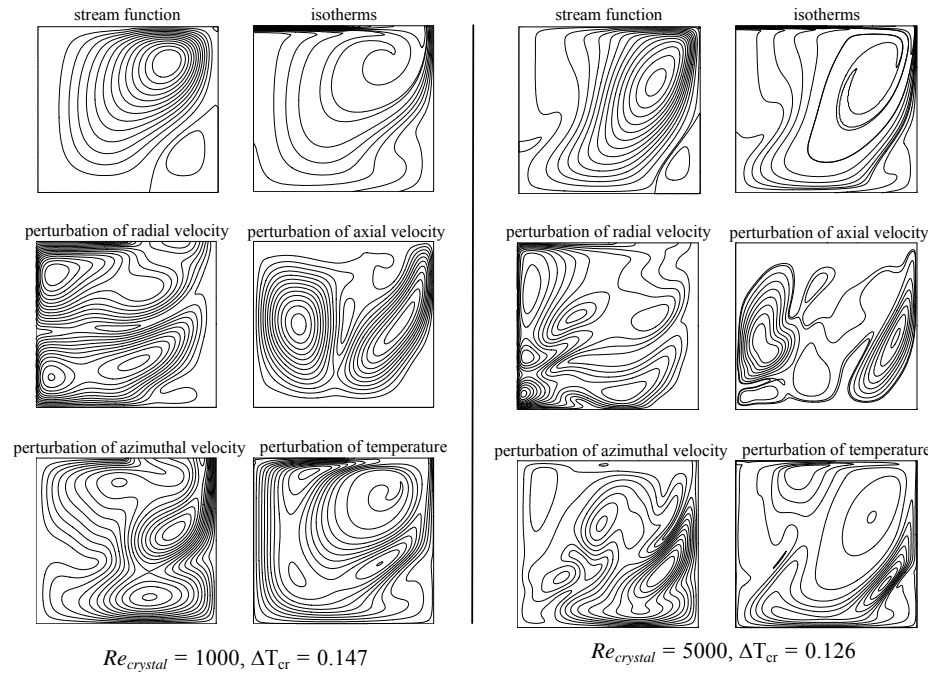 stream function
isotherms
stream function
isotherms
perturbation of radial velocity
perturbation of axial velocity
perturbation of radial velocity
perturbation of axial velocity
perturbation of azimuthal velocity
perturbation of temperature
perturbation of azimuthal velocity
perturbation of temperature
Re_crystal = 1000, ΔT_cr = 0.147
Re_crystal = 5000, ΔT_cr = 0.126